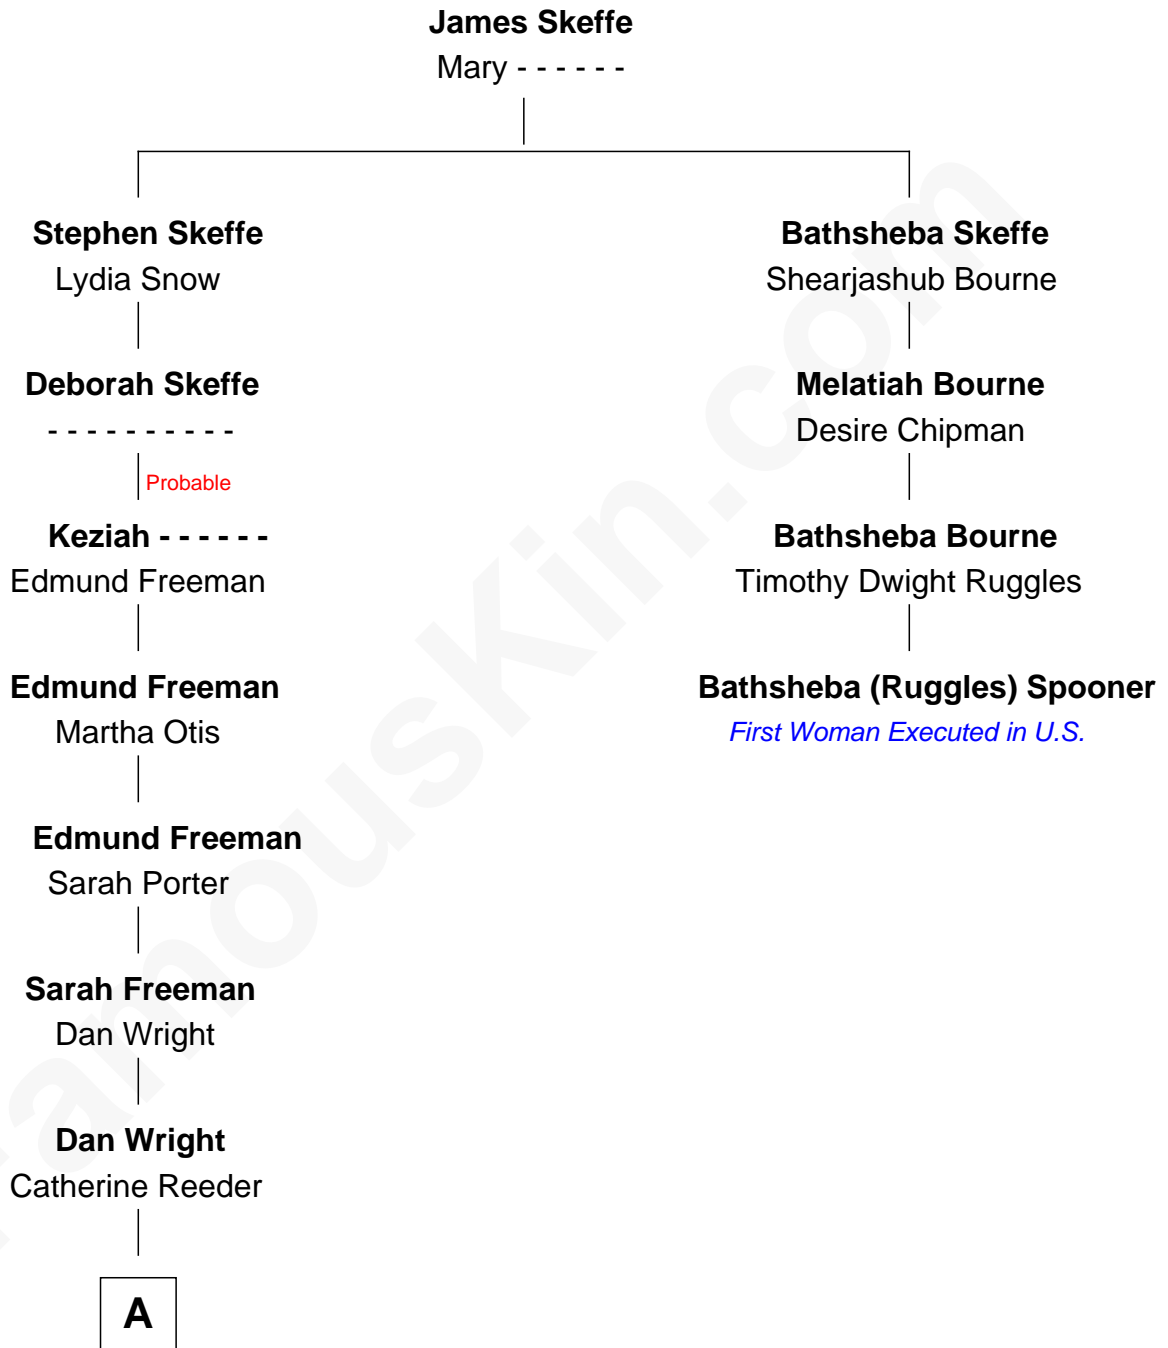 James Skeffe
Mary - - - - - -
Stephen Skeffe
Lydia Snow
Bathsheba Skeffe
Shearjashub Bourne
Deborah Skeffe
- - - - - - - - - -
Melatiah Bourne
Desire Chipman
Probable
Keziah - - - - - -
Edmund Freeman
Bathsheba Bourne
Timothy Dwight Ruggles
Edmund Freeman
Martha Otis
Bathsheba (Ruggles) Spooner
First Woman Executed in U.S.
Edmund Freeman
Sarah Porter
Sarah Freeman
Dan Wright
Dan Wright
Catherine Reeder
A
FamousKin.com